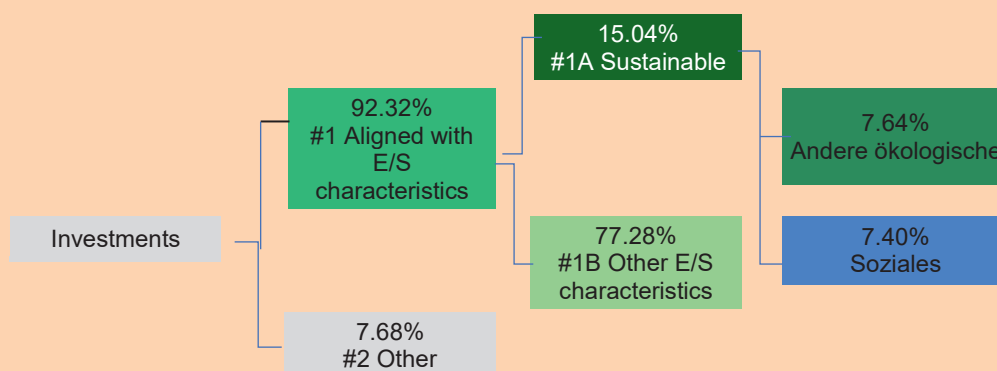 Investments
92.32%
#1 Aligned with
E/S
characteristics
7.68%
#2 Other
15.04%
#1A Sustainable
77.28%
#1B Other E/S
characteristics
7.64%
Andere ökologische
7.40%
Soziales